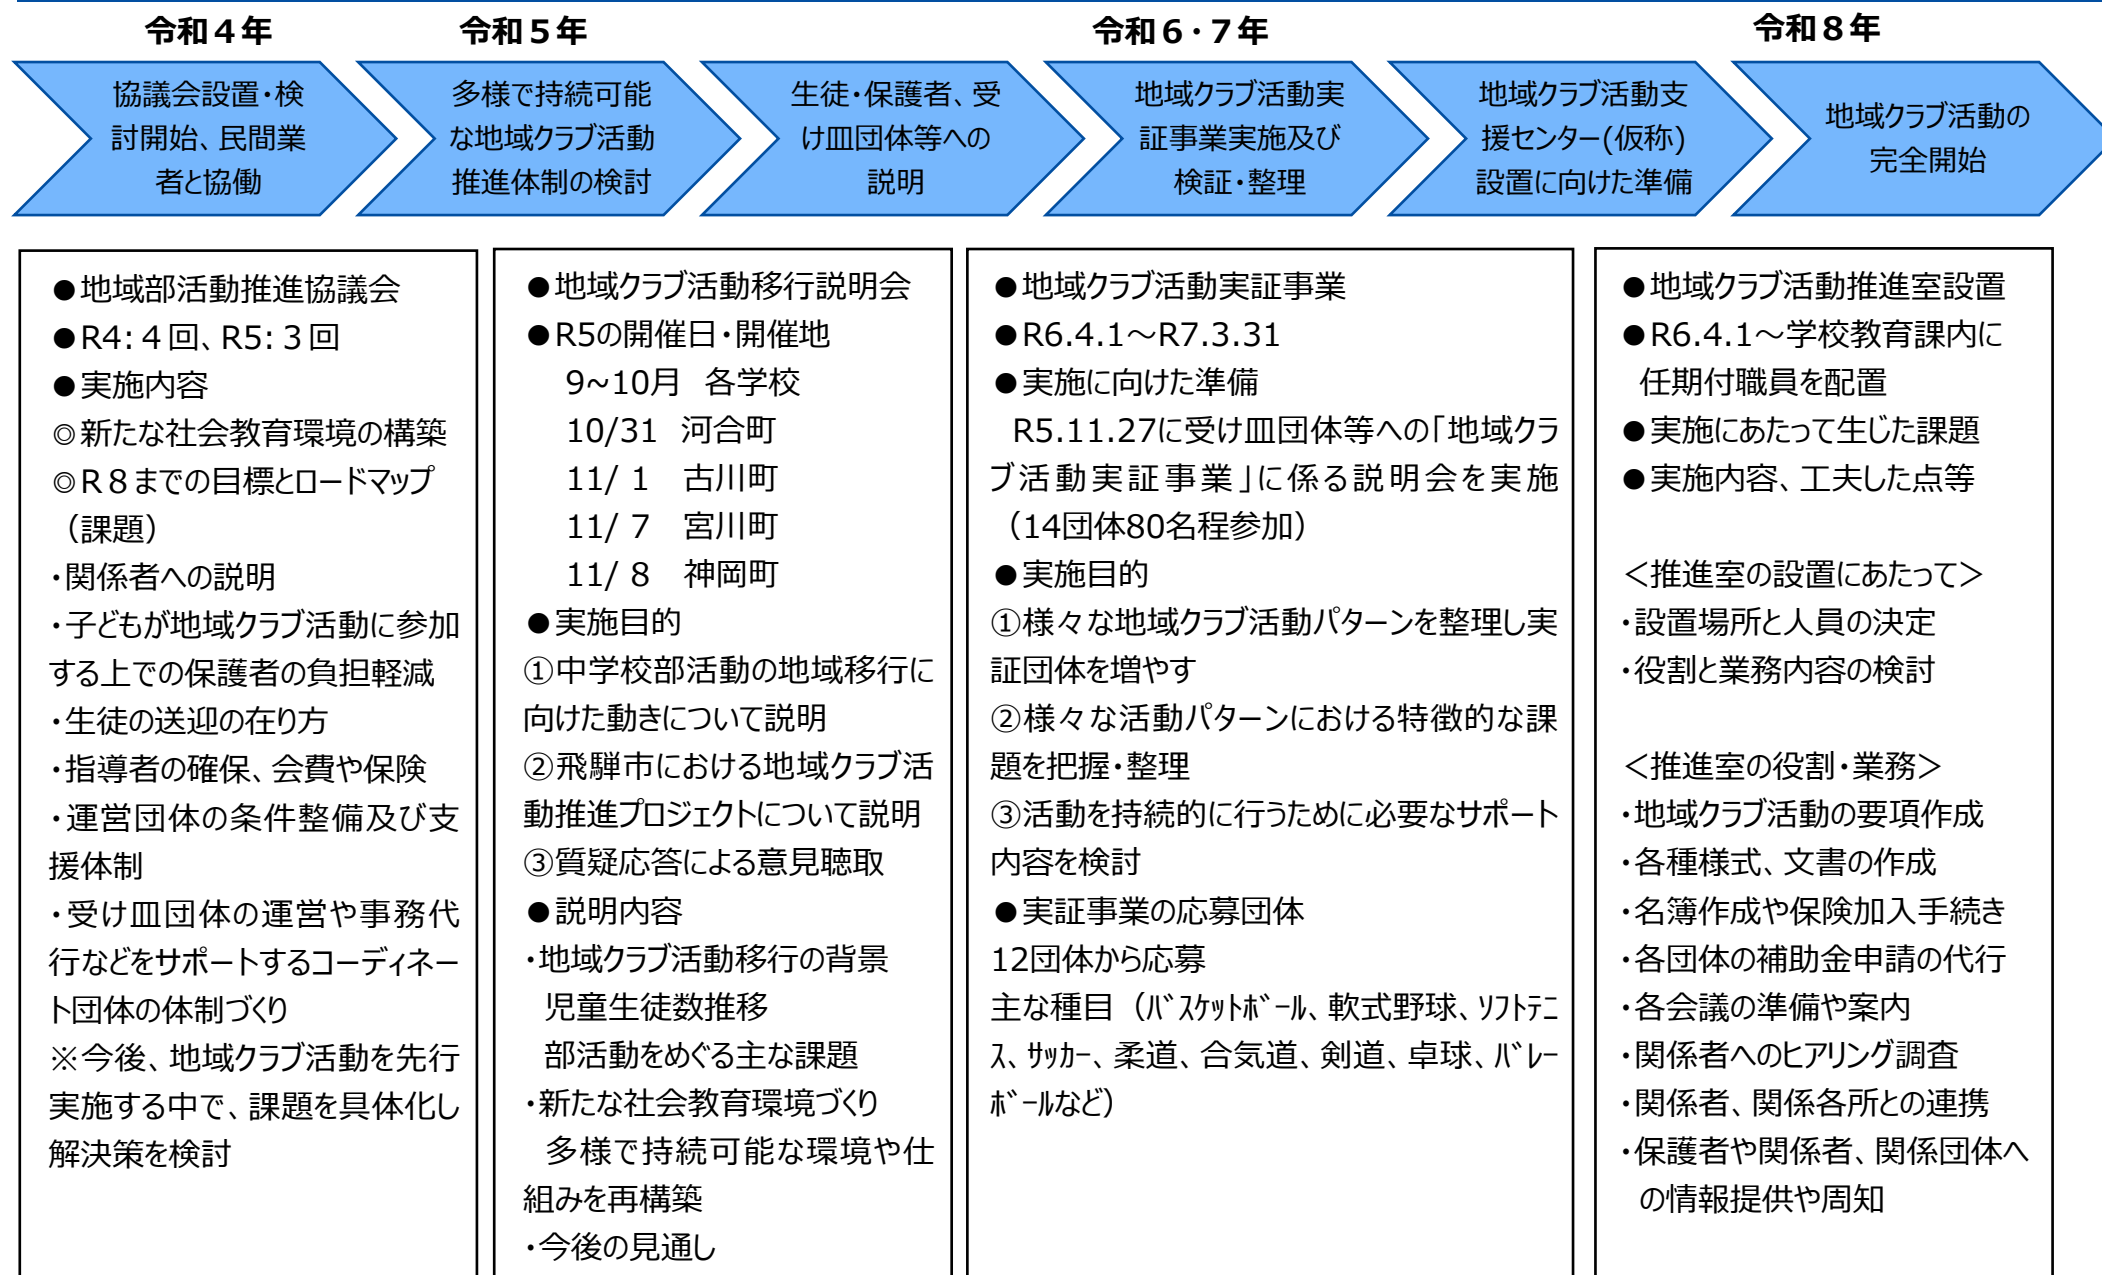 令和４年
令和５年
令和６・７年
令和８年
協議会設置・検
討開始、民間業
者と協働
多様で持続可能
な地域クラブ活動
推進体制の検討
生徒・保護者、受
け皿団体等への
説明
地域クラブ活動実
証事業実施及び
検証・整理
地域クラブ活動支
援センター(仮称)
設置に向けた準備
地域クラブ活動の
完全開始
●地域部活動推進協議会
●R4:４回、R5:３回
●実施内容
◎新たな社会教育環境の構築
◎R８までの目標とロードマップ
（課題）
・関係者への説明
・子どもが地域クラブ活動に参加
する上での保護者の負担軽減
・生徒の送迎の在り方
・指導者の確保、会費や保険
・運営団体の条件整備及び支
援体制
・受け皿団体の運営や事務代
行などをサポートするコーディネー
ト団体の体制づくり
※今後、地域クラブ活動を先行
実施する中で、課題を具体化し
解決策を検討
●地域クラブ活動移行説明会
●R5の開催日・開催地
9~10月　各学校
10/31　河合町
11/ 1　古川町
11/ 7　宮川町
11/ 8　神岡町
●実施目的
①中学校部活動の地域移行に
向けた動きについて説明
②飛騨市における地域クラブ活
動推進プロジェクトについて説明
③質疑応答による意見聴取
●説明内容
・地域クラブ活動移行の背景
児童生徒数推移
部活動をめぐる主な課題
・新たな社会教育環境づくり
多様で持続可能な環境や仕
組みを再構築
・今後の見通し
●地域クラブ活動実証事業
●R6.4.1～R7.3.31
●実施に向けた準備
R5.11.27に受け皿団体等への「地域クラ
ブ活動実証事業」に係る説明会を実施
（14団体80名程参加）
●実施目的
①様々な地域クラブ活動パターンを整理し実
証団体を増やす
②様々な活動パターンにおける特徴的な課
題を把握・整理
③活動を持続的に行うために必要なサポート
内容を検討
●実証事業の応募団体
12団体から応募
主な種目（ﾊﾞｽｹｯﾄﾎﾞｰﾙ、軟式野球、ｿﾌﾄﾃﾆ
ｽ、ｻｯｶｰ、柔道、合気道、剣道、卓球、ﾊﾞﾚｰ
ﾎﾞｰﾙなど）
●地域クラブ活動推進室設置
●R6.4.1～学校教育課内に
任期付職員を配置
●実施にあたって生じた課題
●実施内容、工夫した点等
＜推進室の設置にあたって＞
・設置場所と人員の決定
・役割と業務内容の検討
＜推進室の役割・業務＞
・地域クラブ活動の要項作成
・各種様式、文書の作成
・名簿作成や保険加入手続き
・各団体の補助金申請の代行
・各会議の準備や案内
・関係者へのヒアリング調査
・関係者、関係各所との連携
・保護者や関係者、関係団体へ
の情報提供や周知